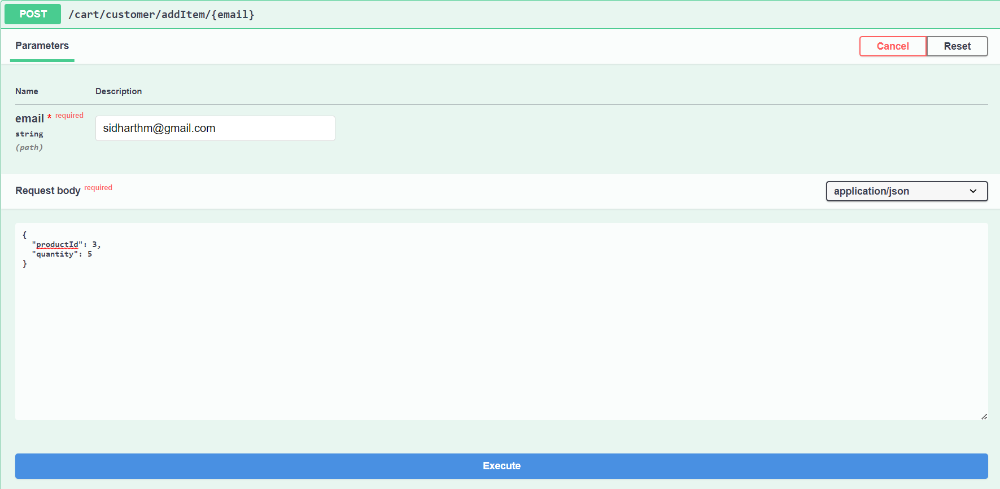 POST /cart/customer/addItem/{email}
Parameters
Cancel Reset
Name Description
email * required
string
(path)
sidharthm@gmail.com
Request body required
application/json
{
  "productId": 3,
  "quantity": 5
}
Execute